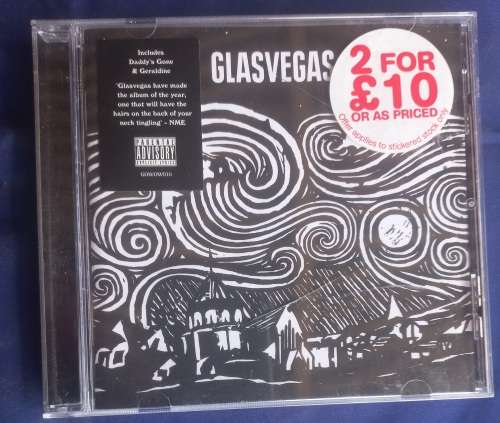 Includes
Daddy's Gone
& Geraldine
'Glasvegas have made
the album of the year,
one that will have the
hairs on the back of your
neck tingling' - NME
PARENTAL
ADVISORY
EXPLICIT LYRICS
GOWOW010
GLASVEGAS
2 FOR
£10
OR AS PRICED
Offer applies to stickered stock only